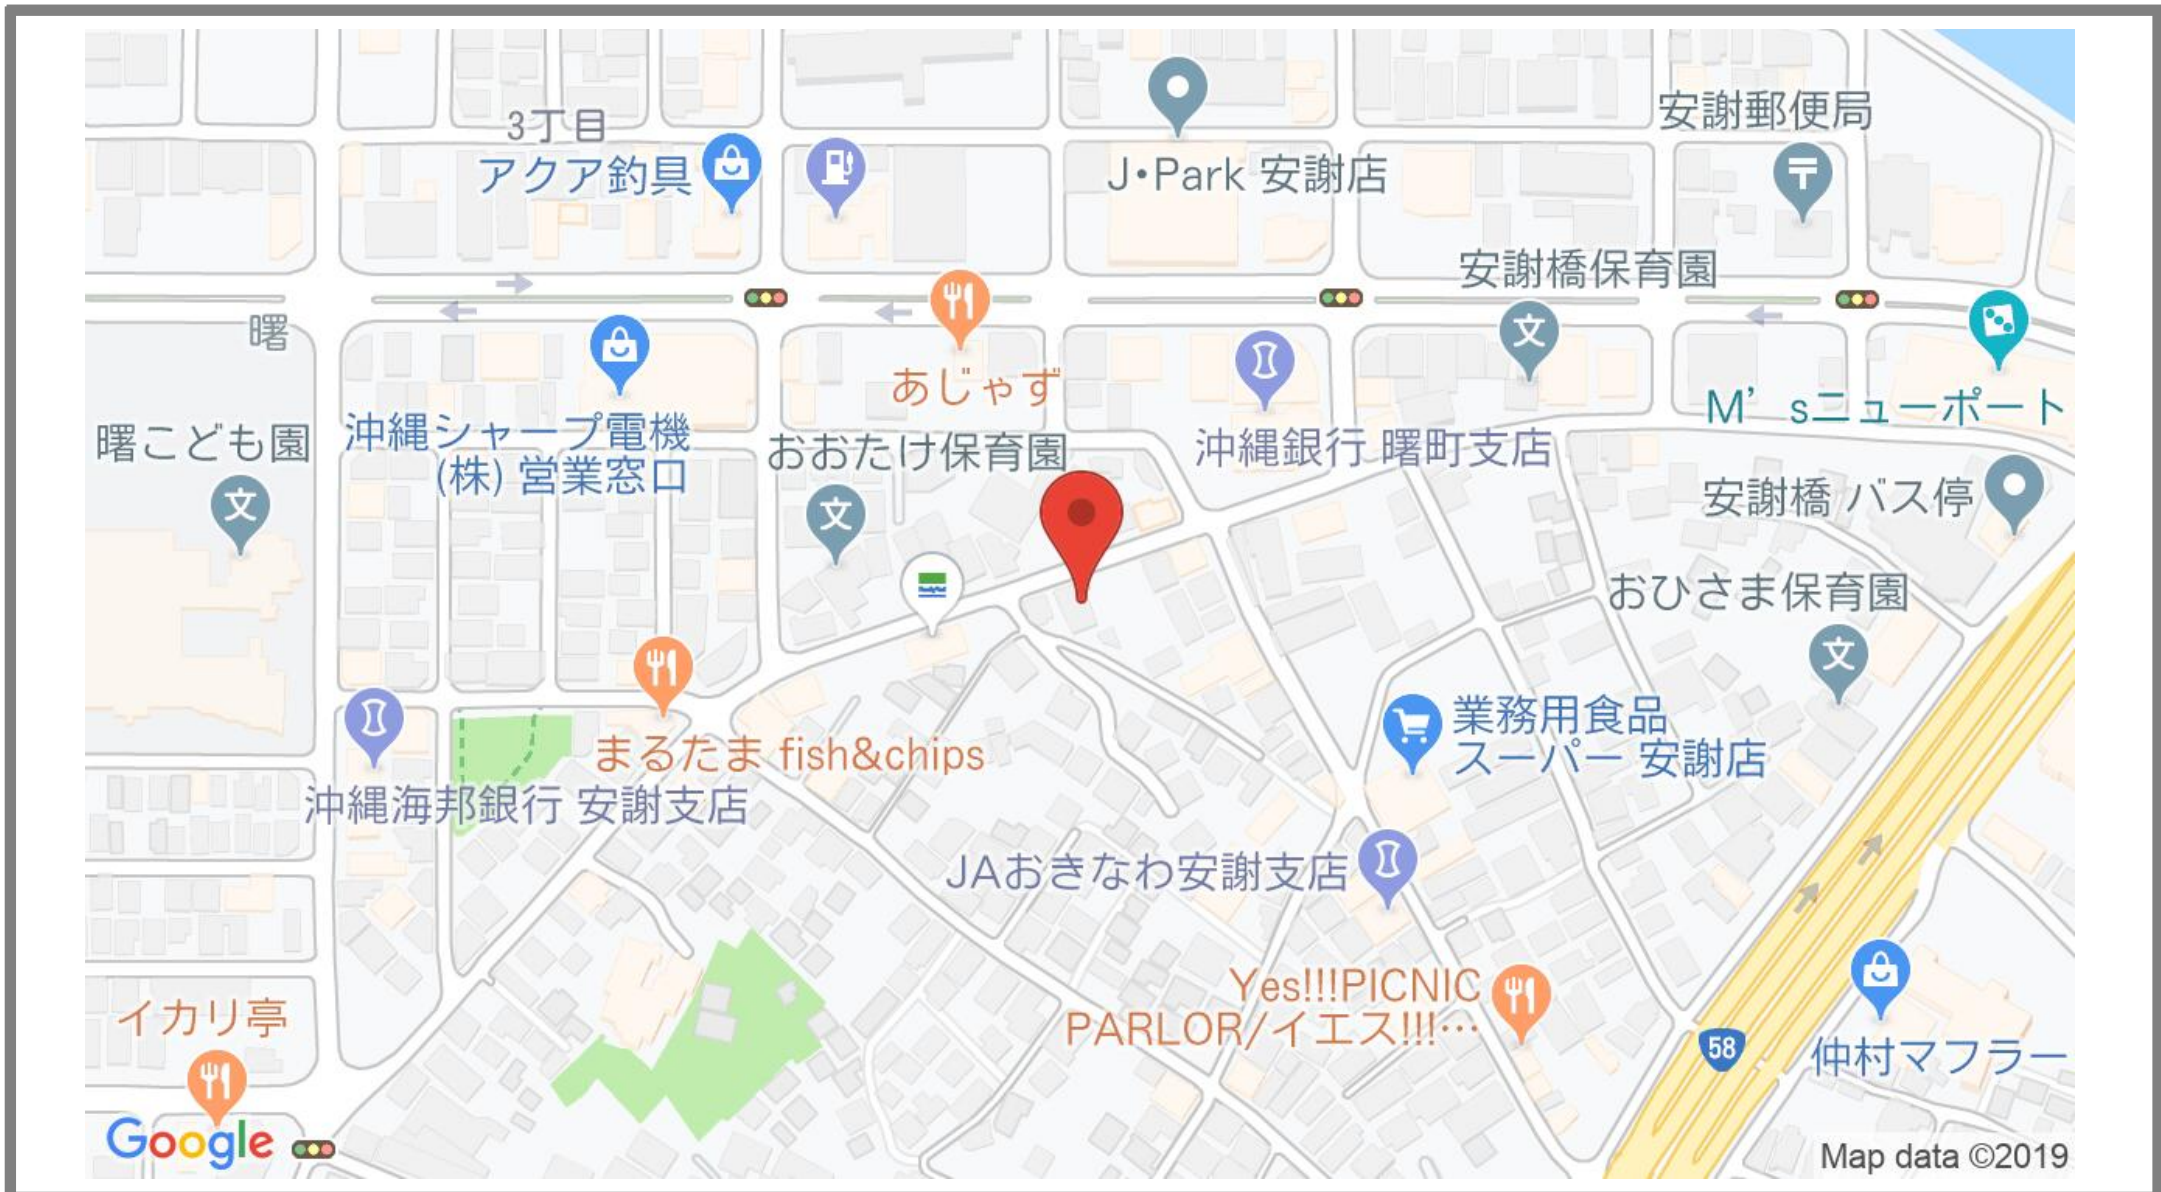 3丁目
アクア釣具
J•Park 安謝店
安謝郵便局
〒
安謝橋保育園
文
曙
あじゃず
M’sニューポート
沖縄シャープ電機
(株) 営業窓口
曙こども園
文
おおたけ保育園
文
沖縄銀行 曙町支店
安謝橋 バス停
おひさま保育園
文
業務用食品
スーパー 安謝店
まるたま fish&chips
沖縄海邦銀行 安謝支店
JAおきなわ安謝支店
Yes!!!PICNIC
PARLOR/イエス!!!…
58
仲村マフラー
イカリ亭
Google
Map data ©2019